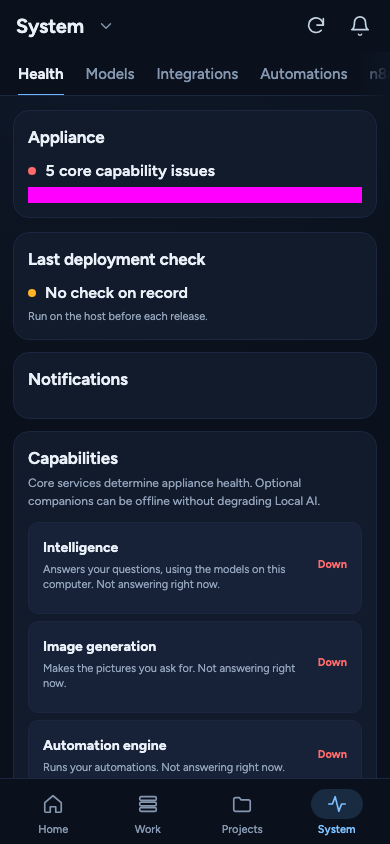 System
Health Models Integrations Automations n8
Appliance
5 core capability issues
Last deployment check
No check on record
Run on the host before each release.
Notifications
Capabilities
Core services determine appliance health. Optional
companions can be offline without degrading Local AI.
Intelligence
Answers your questions, using the models on this
computer. Not answering right now.
Down
Image generation
Makes the pictures you ask for. Not answering right
now.
Down
Automation engine
Runs your automations. Not answering right now.
Down
Home Work Projects System